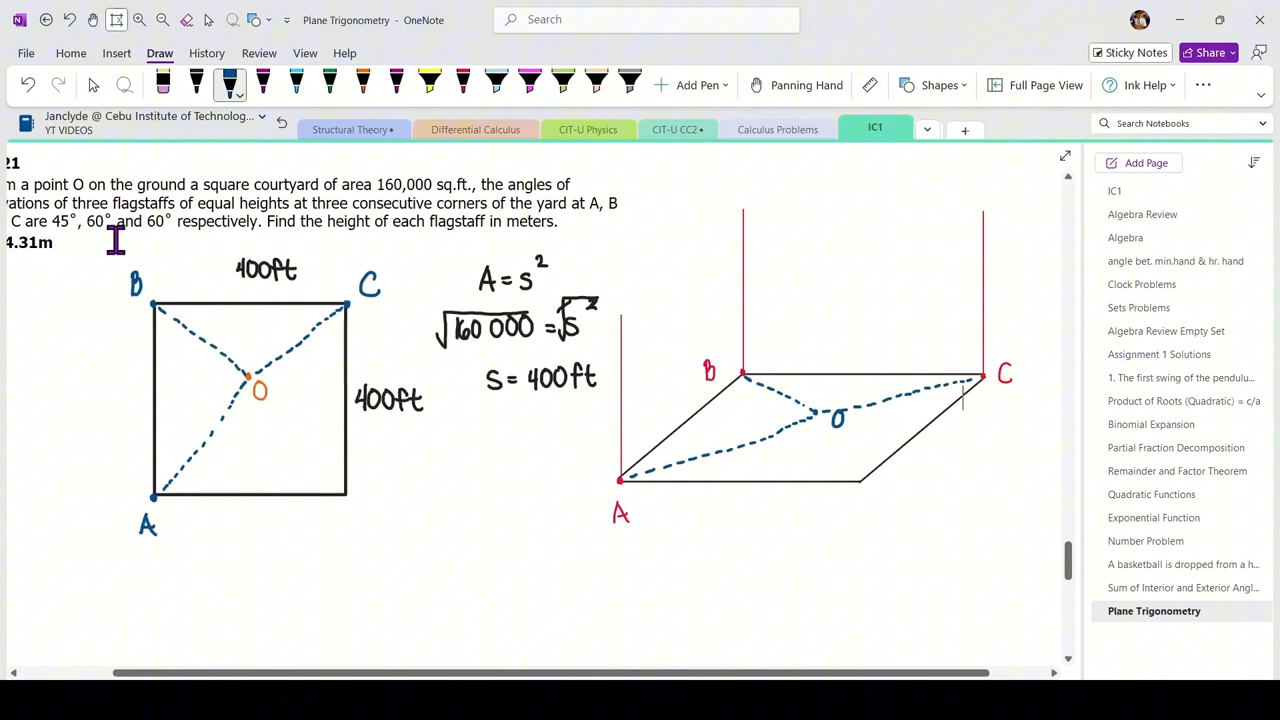 Plane Trigonometry - OneNote
Search
File Home Insert Draw History Review View Help
Sticky Notes
Share
Add Pen
Panning Hand
Shapes
Full Page View
Ink Help
Janclyde @ Cebu Institute of Technolog...
YT VIDEOS
Structural Theory
Differential Calculus
CIT-U Physics
CIT-U CC2
Calculus Problems
IC1
Search Notebooks
Add Page
IC1
Algebra Review
Algebra
angle bet. min.hand & hr. hand
Clock Problems
Sets Problems
Algebra Review Empty Set
Assignment 1 Solutions
1. The first swing of the pendulu...
Product of Roots (Quadratic) = c/a
Binomial Expansion
Partial Fraction Decomposition
Remainder and Factor Theorem
Quadratic Functions
Exponential Function
Number Problem
A basketball is dropped from a h...
Sum of Interior and Exterior Angl...
Plane Trigonometry
21
m a point O on the ground a square courtyard of area 160,000 sq.ft., the angles of
vations of three flagstaffs of equal heights at three consecutive corners of the yard at A, B
C are 45°, 60° and 60° respectively. Find the height of each flagstaff in meters.
4.31m
400ft
B
C
O
400ft
A
A = s²
√160 000 = √s²
s = 400ft
B
C
O
A